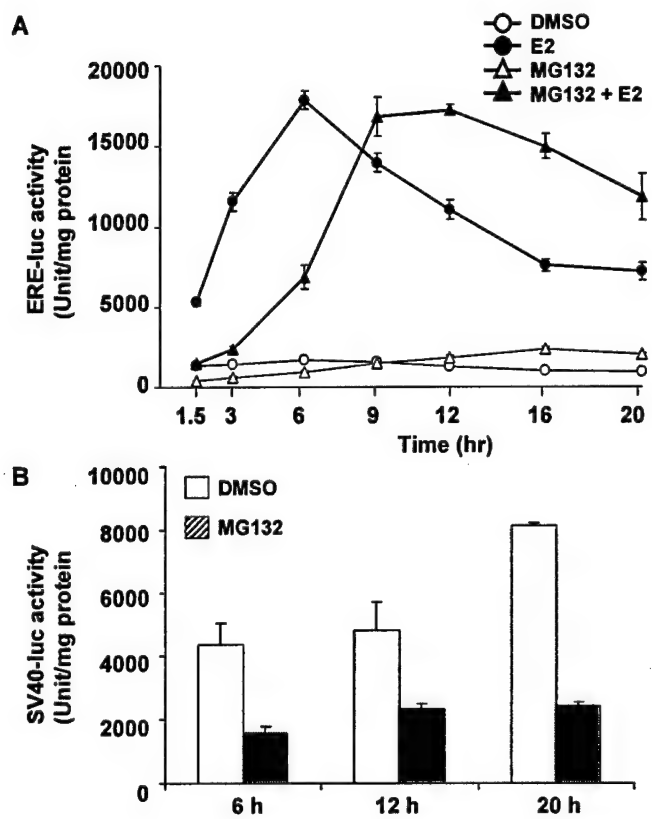 A
DMSO
E2
MG132
MG132 + E2
ERE-luc activity
(Unit/mg protein)
20000
15000
10000
5000
0
1.5 3 6 9 12 16 20
Time (hr)
B
DMSO
MG132
SV40-luc activity
(Unit/mg protein)
10000
8000
6000
4000
2000
0
6 h 12 h 20 h